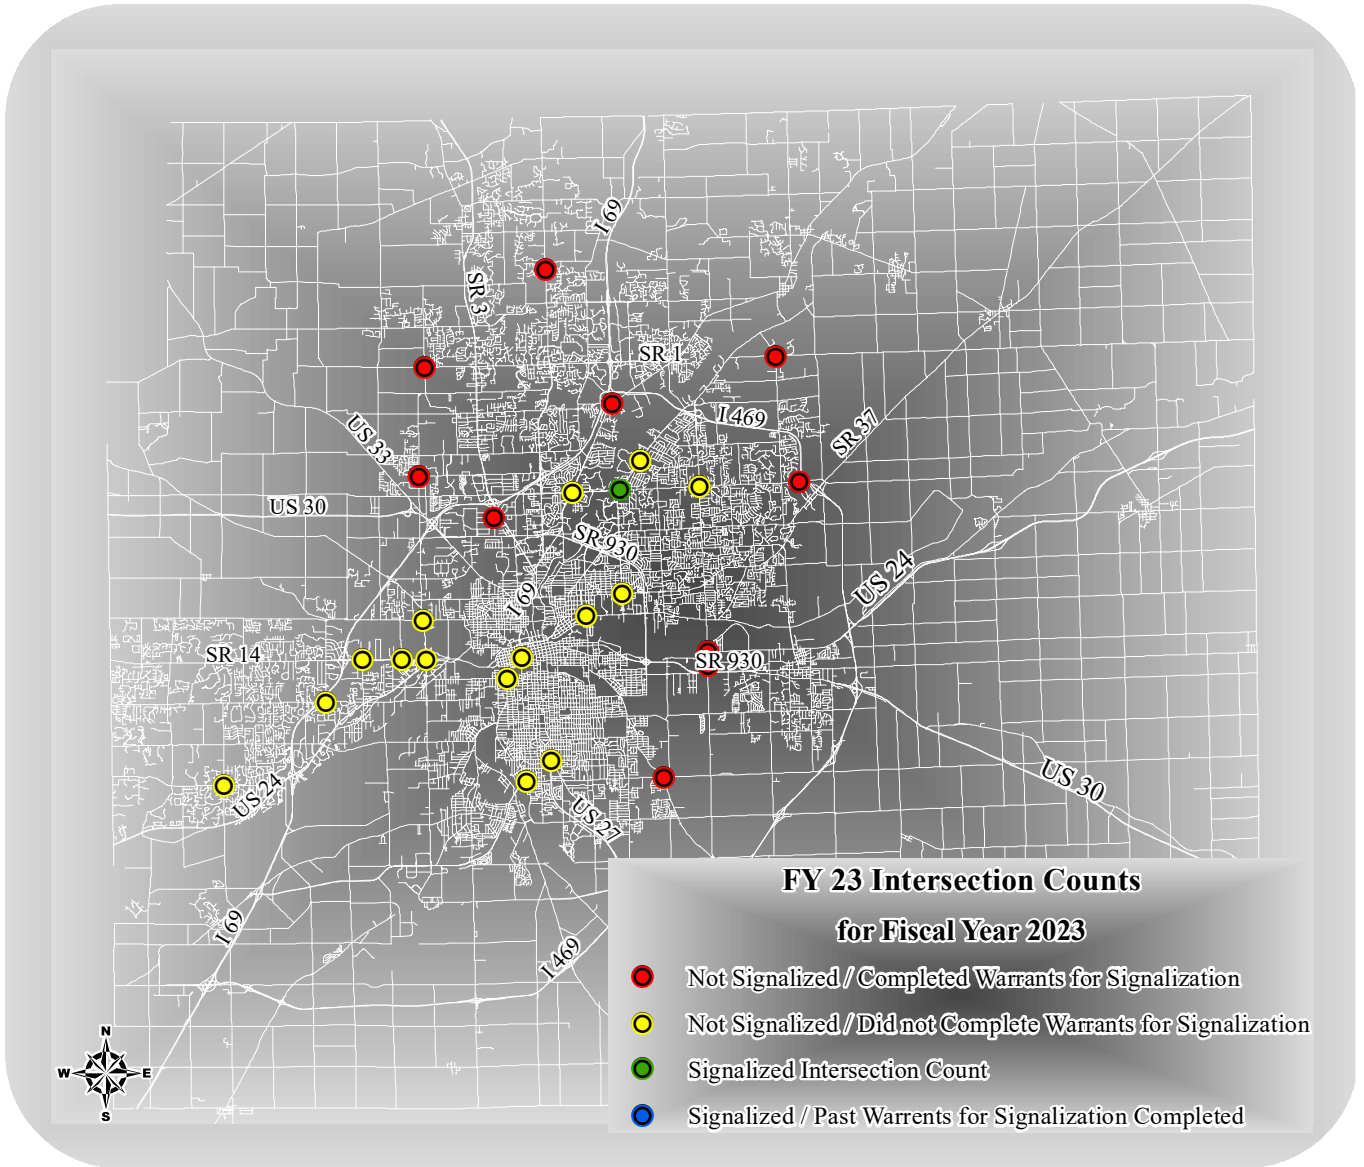 I 69
SR 3
SR 1
I 469
SR 37
US 33
US 30
SR 930
US 24
I 69
SR 14
SR 930
US 24
US 27
US 30
I 69
I 469
FY 23 Intersection Counts
for Fiscal Year 2023
Not Signalized / Completed Warrants for Signalization
Not Signalized / Did not Complete Warrants for Signalization
Signalized Intersection Count
Signalized / Past Warrents for Signalization Completed
N
W E
S